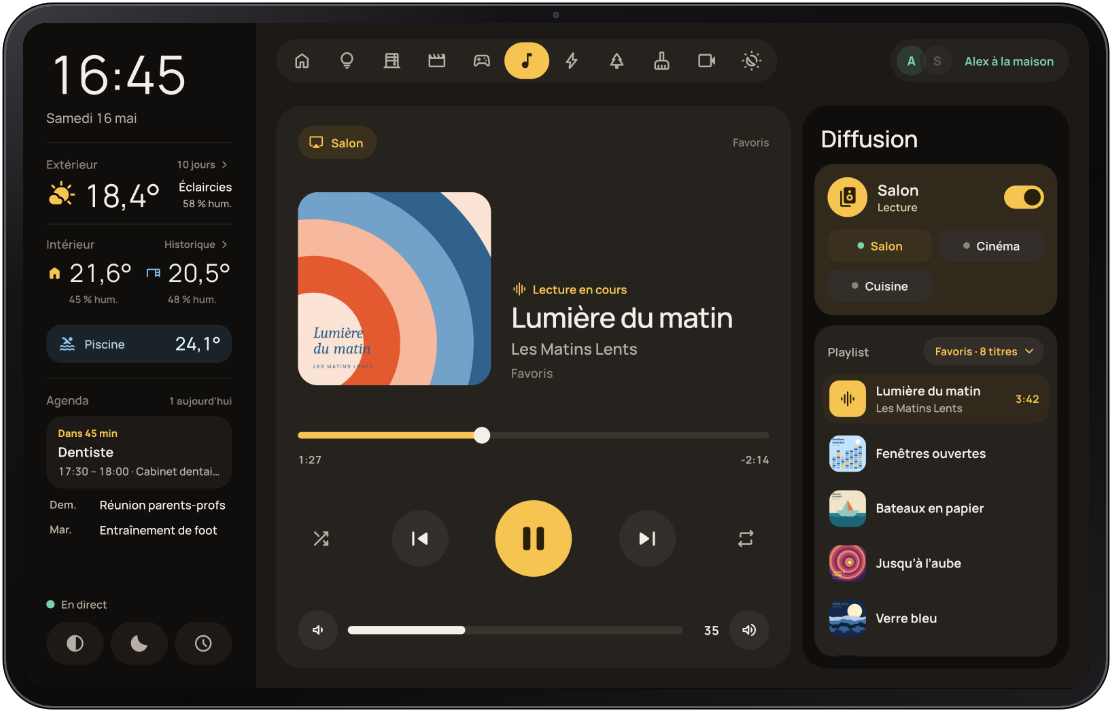 16:45
Samedi 16 mai
Extérieur
10 jours
18,4°
Éclaircies
58 % hum.
Intérieur
Historique
21,6°
20,5°
45 % hum.
48 % hum.
Piscine
24,1°
Agenda
1 aujourd'hui
Dans 45 min
Dentiste
17:30 – 18:00 · Cabinet dentai…
Dem.
Réunion parents-profs
Mar.
Entraînement de foot
En direct
A
S
Alex à la maison
Salon
Favoris
Lumière
du matin
LES MATINS LENTS
Lecture en cours
Lumière du matin
Les Matins Lents
Favoris
1:27
-2:14
35
Diffusion
Salon
Lecture
Salon
Cinéma
Cuisine
Playlist
Favoris · 8 titres
Lumière du matin
Les Matins Lents
3:42
Fenêtres ouvertes
Bateaux en papier
Jusqu'à l'aube
Verre bleu